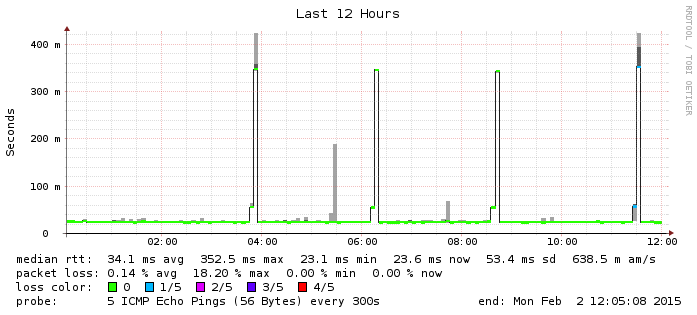 Last 12 Hours
RRDTOOL / TOBI OETIKER
Seconds
400 m
300 m
200 m
100 m
0
02:00 04:00 06:00 08:00 10:00 12:00
median rtt: 34.1 ms avg 352.5 ms max 23.1 ms min 23.6 ms now 53.4 ms sd 638.5 m am/s
packet loss: 0.14 % avg 18.20 % max 0.00 % min 0.00 % now
loss color: 0 1/5 2/5 3/5 4/5
probe: 5 ICMP Echo Pings (56 Bytes) every 300s end: Mon Feb 2 12:05:08 2015